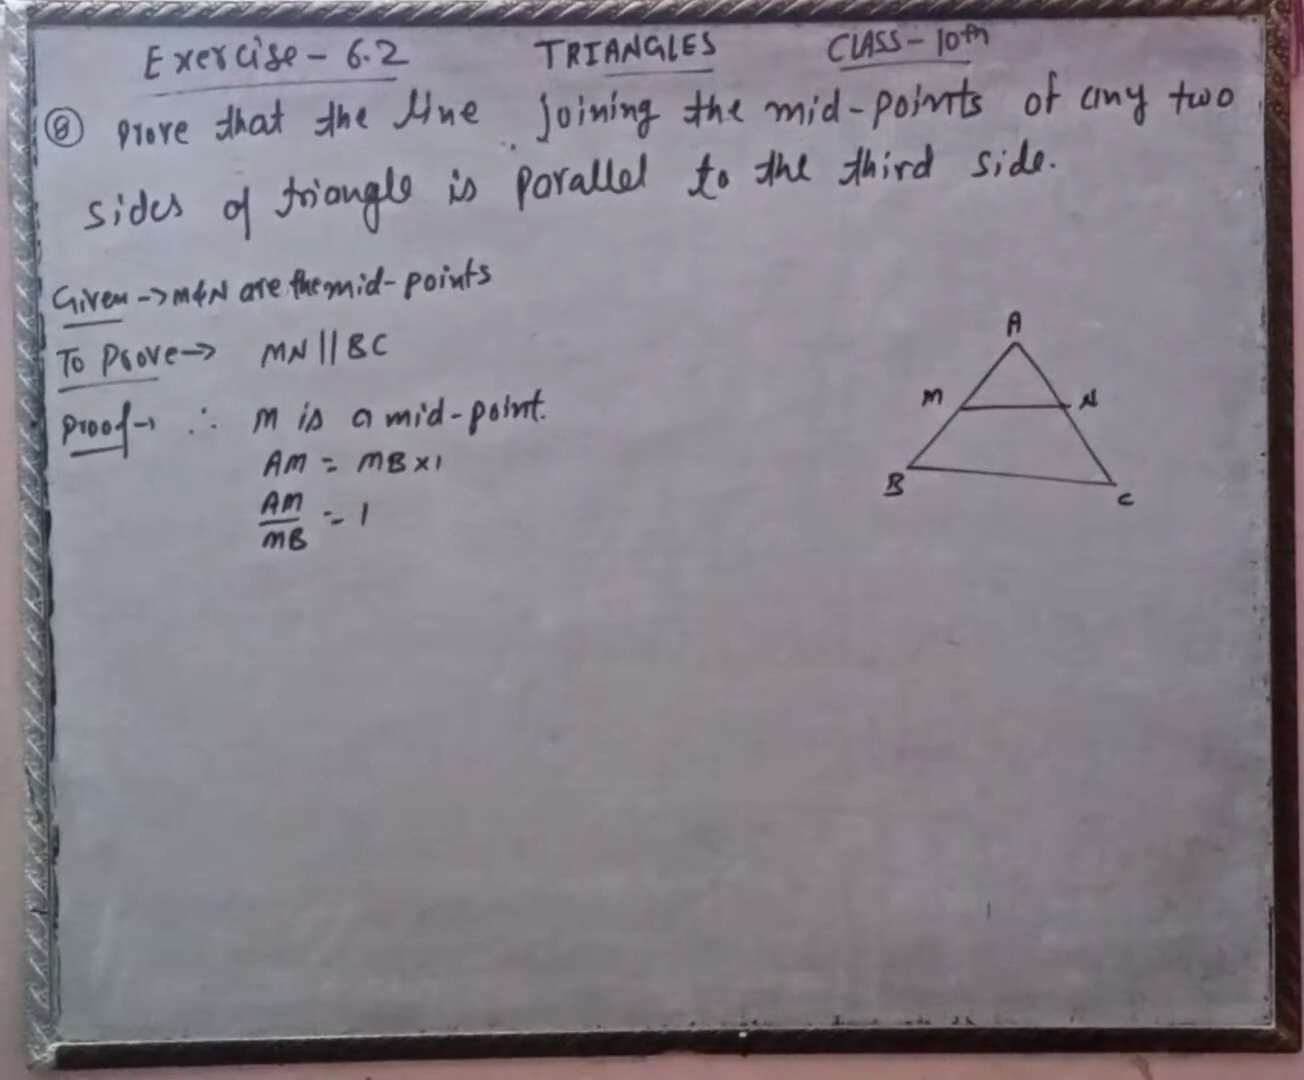 Exercise - 6.2 TRIANGLES CLASS - 10th
8 prove that the line joining the mid-points of any two
sides of triangle is parallel to the third side.
Given → M & N are the mid-points
To Prove → MN || BC
Proof → ∴ M is a mid-point.
AM = MB × 1
AM/MB = 1
A
M N
B
C